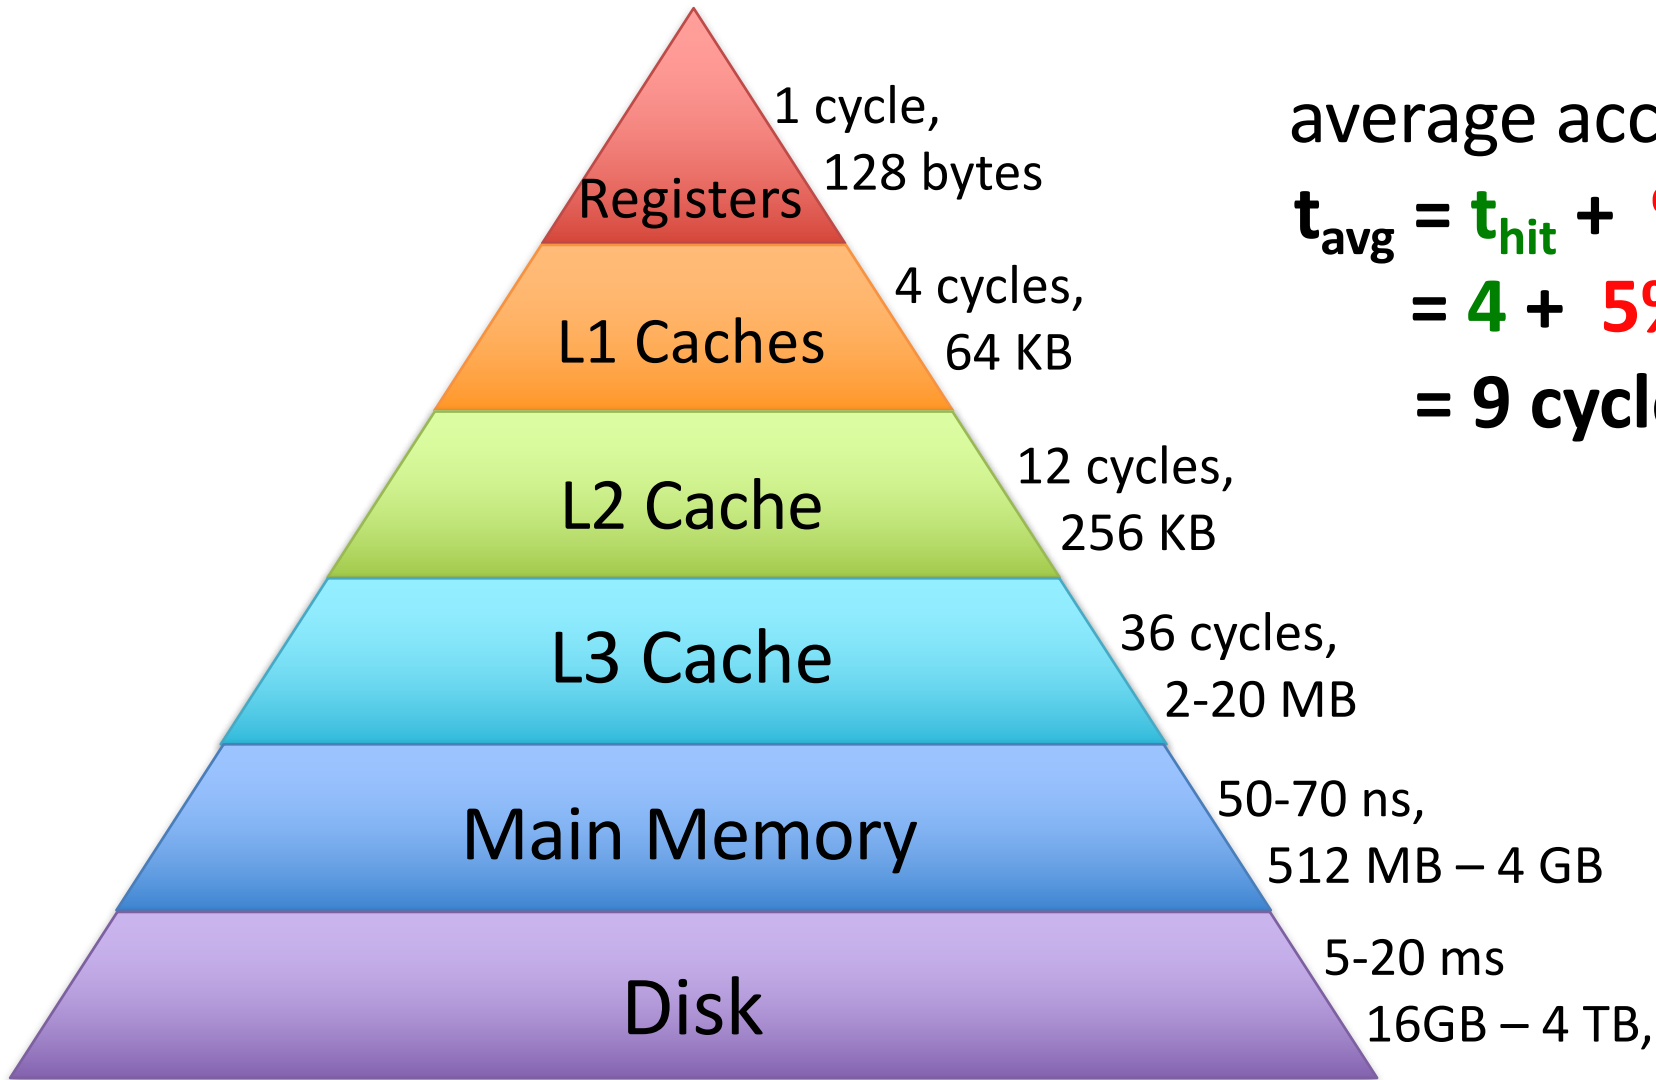 1 cycle,
128 bytes
Registers
4 cycles,
64 KB
L1 Caches
12 cycles,
256 KB
L2 Cache
36 cycles,
2-20 MB
L3 Cache
50-70 ns,
512 MB – 4 GB
Main Memory
5-20 ms
16GB – 4 TB,
Disk
average
tavg = thit +
= 4 + 5%
= 9